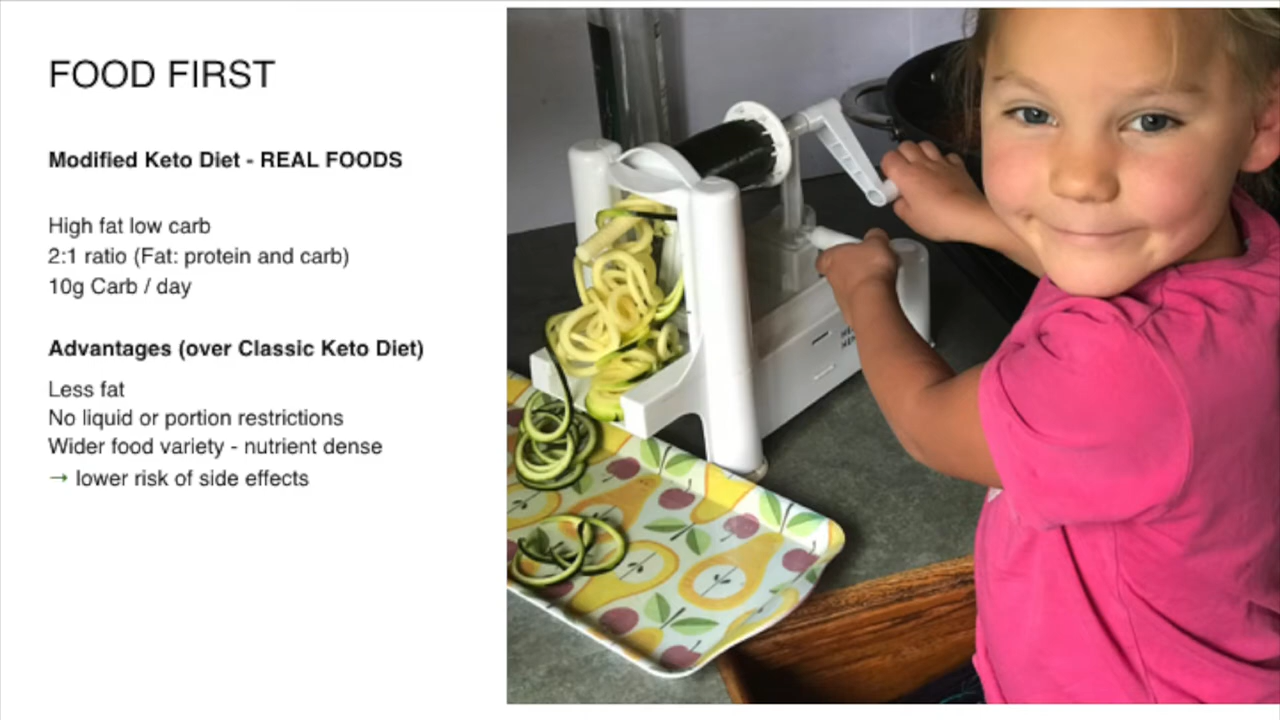 FOOD FIRST
Modified Keto Diet - REAL FOODS
High fat low carb
2:1 ratio (Fat: protein and carb)
10g Carb / day
Advantages (over Classic Keto Diet)
Less fat
No liquid or portion restrictions
Wider food variety - nutrient dense
→ lower risk of side effects